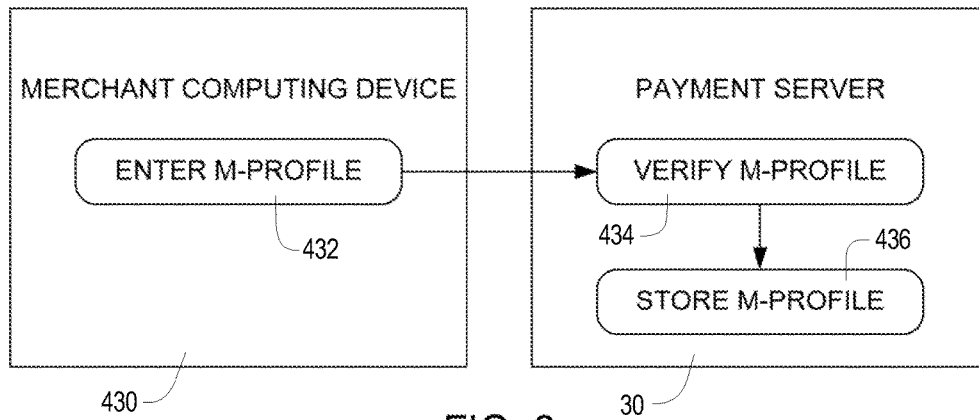 MERCHANT COMPUTING DEVICE
ENTER M-PROFILE
432
430
PAYMENT SERVER
VERIFY M-PROFILE
434
436
STORE M-PROFILE
30